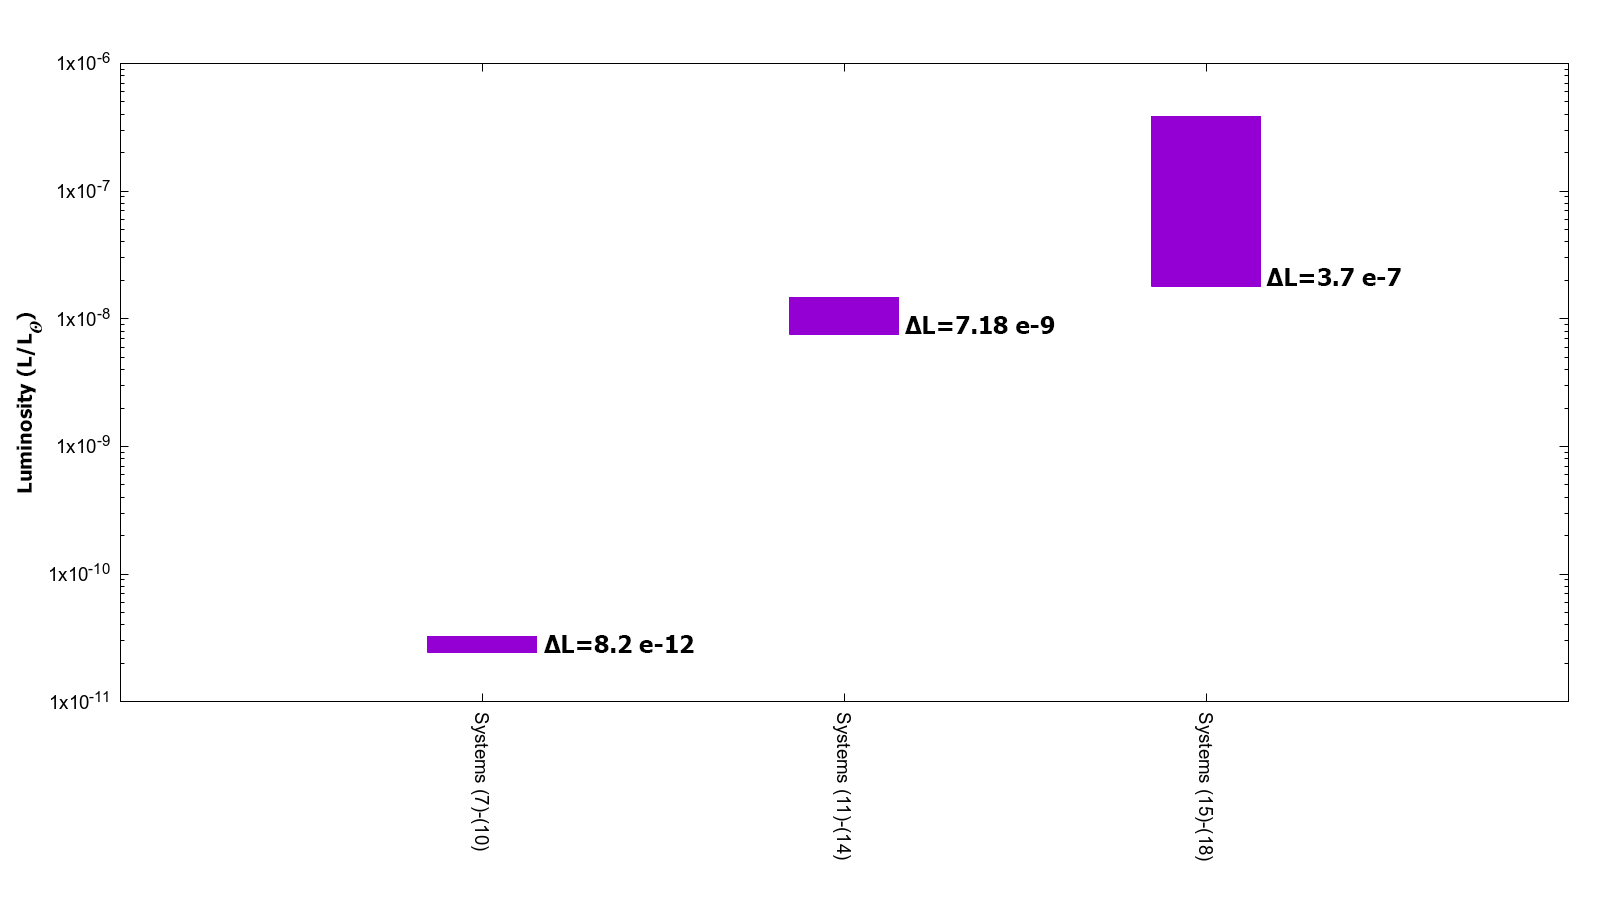 1x10⁻⁶
1x10⁻⁷
1x10⁻⁸
1x10⁻⁹
1x10⁻¹⁰
1x10⁻¹¹
Luminosity (L/L☉)
ΔL=8.2 e-12
ΔL=7.18 e-9
ΔL=3.7 e-7
Systems (7)-(10)
Systems (11)-(14)
Systems (15)-(18)